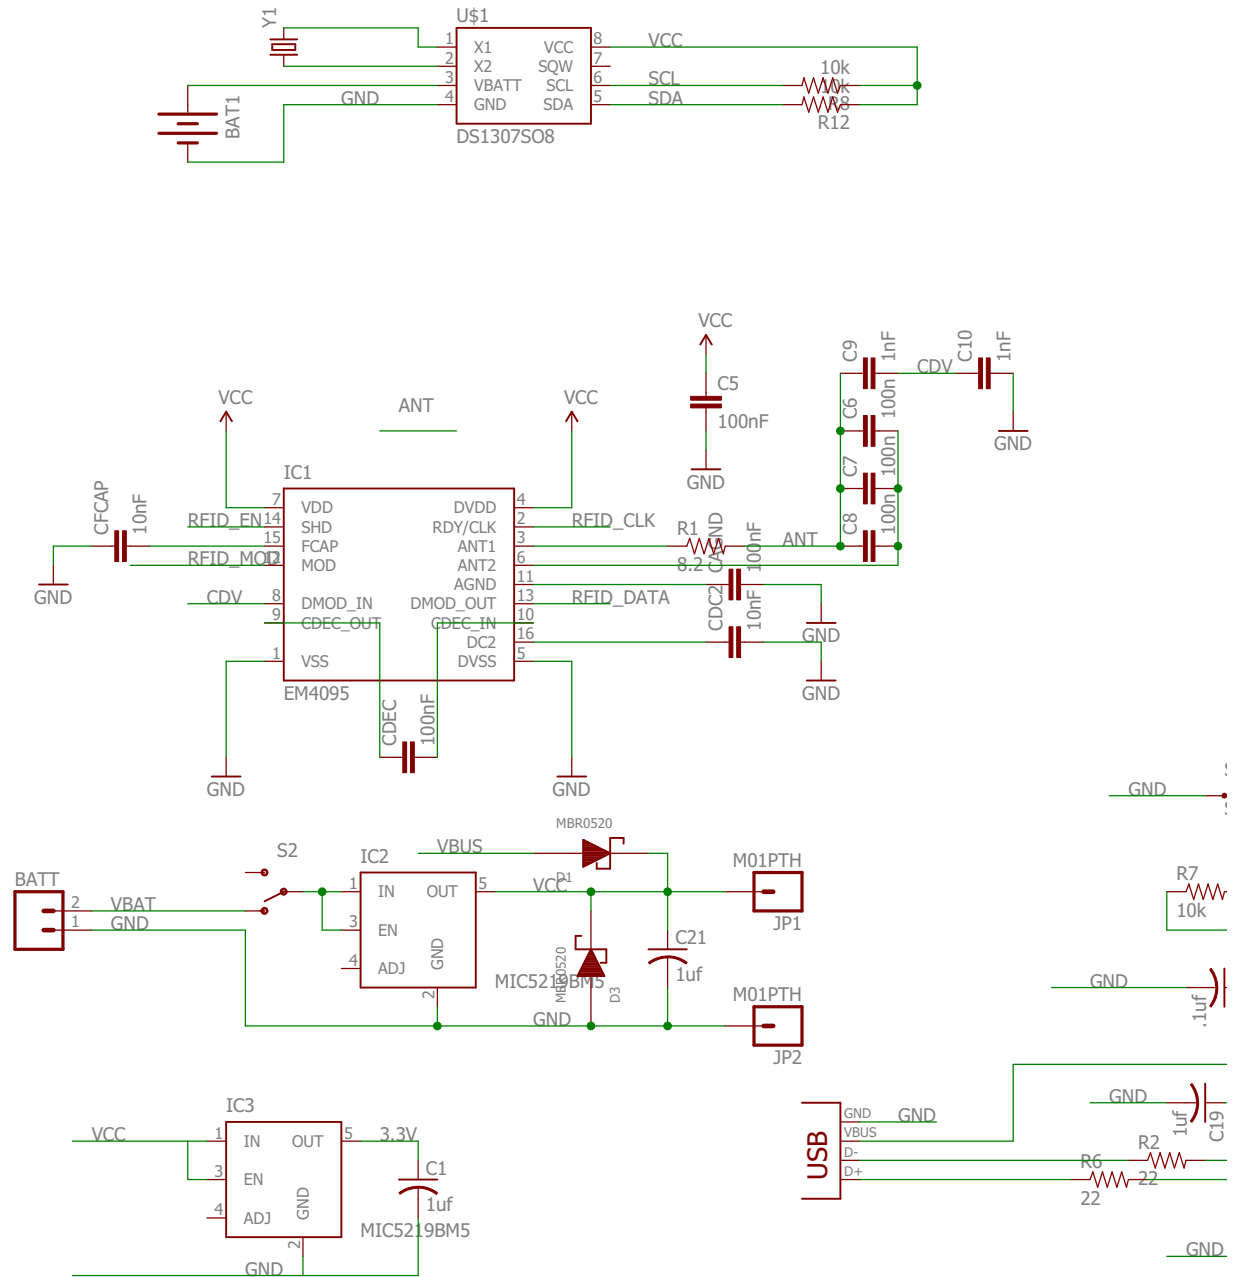 Y1
U$1
1
X1
VCC
8
VCC
2
X2
SQW
7
10k
3
VBATT
SCL
6
SCL
10k
GND
4
GND
SDA
5
SDA
R8
BAT1
R12
DS1307SO8
VCC
C9
1nF
C10
1nF
CDV
VCC
ANT
VCC
C5
100nF
C6
100n
GND
GND
C7
100n
IC1
CFCAP
10nF
7
VDD
DVDD
4
RFID_EN
14
SHD
RDY/CLK
2
RFID_CLK
R1
C8
100n
15
FCAP
ANT1
3
ANT
RFID_MOD
12
MOD
ANT2
6
8.2
CAGND
100nF
GND
AGND
11
CDV
8
DMOD_IN
DMOD_OUT
13
RFID_DATA
CDC2
10nF
9
CDEC_OUT
CDEC_IN
10
GND
DC2
16
1
VSS
DVSS
5
GND
EM4095
CDEC
100nF
GND
GND
GND
MBR0520
S2
VBUS
IC2
M01PTH
BATT
1
IN
OUT
5
VCC
D1
R7
2
VBAT
10k
1
GND
3
EN
JP1
C21
4
ADJ
GND
MBR0520
1uf
MIC5219BM5
D3
2
M01PTH
GND
.1uf
GND
JP2
IC3
GND
GND
GND
1uf
C19
VCC
1
IN
OUT
5
3.3V
USB
VBUS
D-
R2
C1
D+
R6
3
EN
22
1uf
22
4
ADJ
GND
MIC5219BM5
2
GND
GND